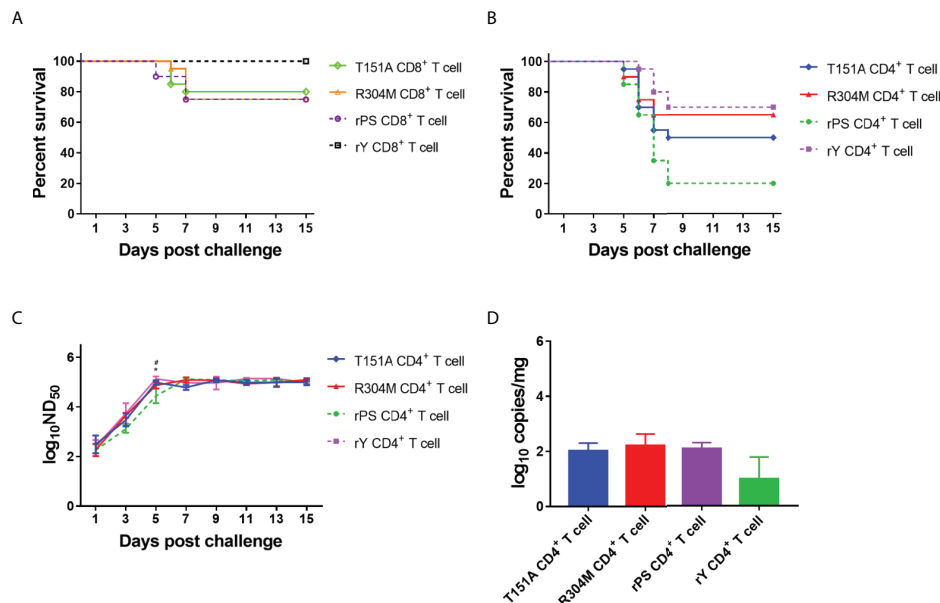 A
Percent survival
100
80
60
40
20
0
1 3 5 7 9 11 13 15
Days post challenge
T151A CD8+ T cell
R304M CD8+ T cell
rPS CD8+ T cell
rY CD8+ T cell
B
Percent survival
100
80
60
40
20
0
1 3 5 7 9 11 13 15
Days post challenge
T151A CD4+ T cell
R304M CD4+ T cell
rPS CD4+ T cell
rY CD4+ T cell
C
log10ND50
6
4
2
0
#
*
1 3 5 7 9 11 13 15
Days post challenge
T151A CD4+ T cell
R304M CD4+ T cell
rPS CD4+ T cell
rY CD4+ T cell
D
log10 copies/mg
6
4
2
0
T151A CD4+ T cell
R304M CD4+ T cell
rPS CD4+ T cell
rY CD4+ T cell